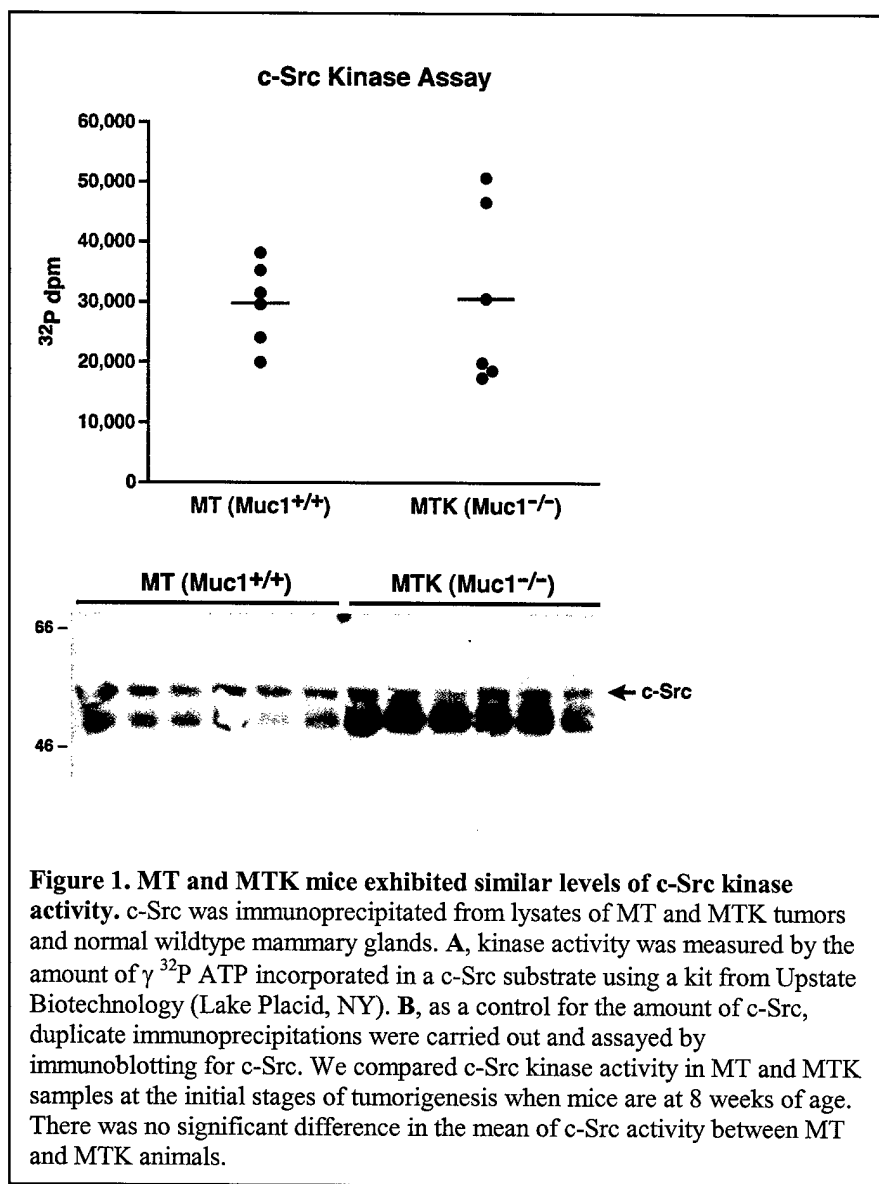 c-Src Kinase Assay
60,000
50,000
40,000
30,000
20,000
10,000
0
32P dpm
MT (Muc1+/+)
MTK (Muc1-/-)
MT (Muc1+/+)
MTK (Muc1-/-)
66
c-Src
46
Figure 1. MT and MTK mice exhibited similar levels of c-Src kinase
activity. c-Src was immunoprecipitated from lysates of MT and MTK tumors
and normal wildtype mammary glands. A, kinase activity was measured by the
amount of γ 32P ATP incorporated in a c-Src substrate using a kit from Upstate
Biotechnology (Lake Placid, NY). B, as a control for the amount of c-Src,
duplicate immunoprecipitations were carried out and assayed by
immunoblotting for c-Src. We compared c-Src kinase activity in MT and MTK
samples at the initial stages of tumorigenesis when mice are at 8 weeks of age.
There was no significant difference in the mean of c-Src activity between MT
and MTK animals.